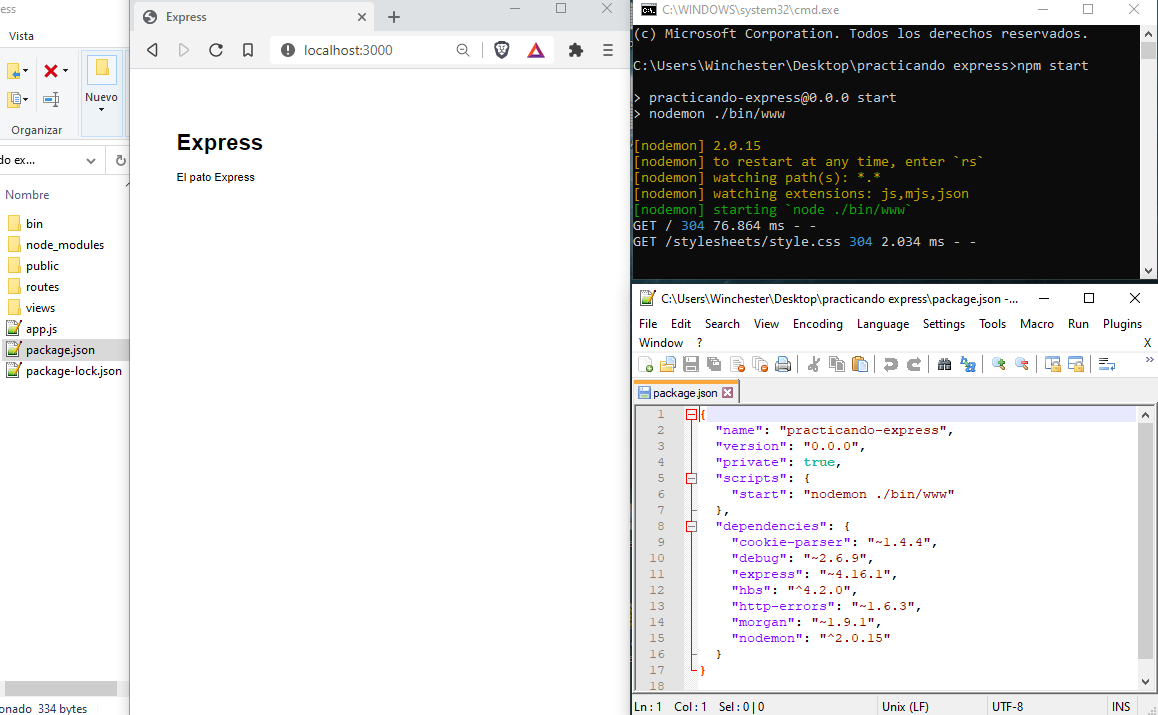 ess
Vista
Nuevo
Organizar
do ex...
Nombre
bin
node_modules
public
routes
views
app.js
package.json
package-lock.json
onado 334 bytes
Express
localhost:3000
Express
El pato Express
C:\WINDOWS\system32\cmd.exe
(c) Microsoft Corporation. Todos los derechos reservados.
C:\Users\Winchester\Desktop\practicando express>npm start
> practicando-express@0.0.0 start
> nodemon ./bin/www
[nodemon] 2.0.15
[nodemon] to restart at any time, enter `rs`
[nodemon] watching path(s): *.*
[nodemon] watching extensions: js,mjs,json
[nodemon] starting `node ./bin/www`
GET / 304 76.864 ms - -
GET /stylesheets/style.css 304 2.034 ms - -
C:\Users\Winchester\Desktop\practicando express\package.json -...
File Edit Search View Encoding Language Settings Tools Macro Run Plugins
Window ? X
package.json
1 {
2 "name": "practicando-express",
3 "version": "0.0.0",
4 "private": true,
5 "scripts": {
6 "start": "nodemon ./bin/www"
7 },
8 "dependencies": {
9 "cookie-parser": "~1.4.4",
10 "debug": "~2.6.9",
11 "express": "~4.16.1",
12 "hbs": "^4.2.0",
13 "http-errors": "~1.6.3",
14 "morgan": "~1.9.1",
15 "nodemon": "^2.0.15"
16 }
17 }
18
Ln : 1 Col : 1 Sel : 0 | 0 Unix (LF) UTF-8 INS